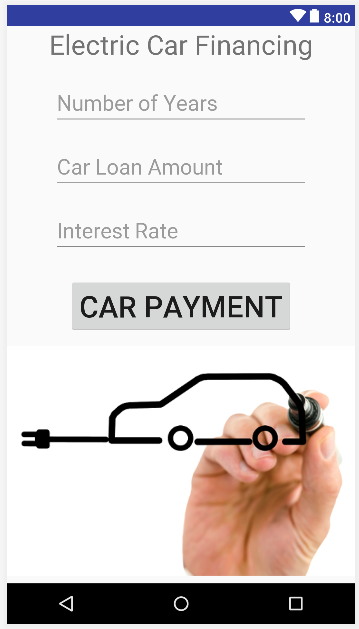 8:00
Electric Car Financing
Number of Years
Car Loan Amount
Interest Rate
CAR PAYMENT